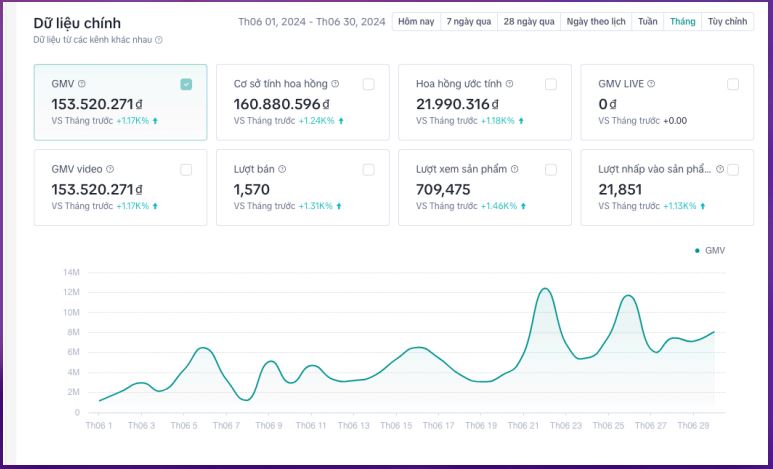 Dữ liệu chính
Th06 01, 2024 - Th06 30, 2024 Hôm nay 7 ngày qua 28 ngày qua Ngày theo lịch Tuần Tháng Tùy chỉnh
Dữ liệu từ các kênh khác nhau
GMV
153.520.271₫
VS Tháng trước +1.17K%
Cơ sở tính hoa hồng
160.880.596₫
VS Tháng trước +1.24K%
Hoa hồng ước tính
21.990.316₫
VS Tháng trước +1.18K%
GMV LIVE
0₫
VS Tháng trước +0.00
GMV video
153.520.271₫
VS Tháng trước +1.17K%
Lượt bán
1,570
VS Tháng trước +1.31K%
Lượt xem sản phẩm
709,475
VS Tháng trước +1.46K%
Lượt nhấp vào sản phẩ...
21,851
VS Tháng trước +1.13K%
GMV
14M
12M
10M
8M
6M
4M
2M
0
Th06 1 Th06 3 Th06 5 Th06 7 Th06 9 Th06 11 Th06 13 Th06 15 Th06 17 Th06 19 Th06 21 Th06 23 Th06 25 Th06 27 Th06 29